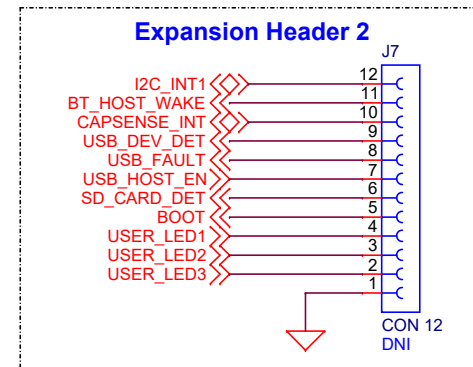 Expansion Header 2
J7
I2C_INT1 12
BT_HOST_WAKE 11
CAPSENSE_INT 10
USB_DEV_DET 9
USB_FAULT 8
USB_HOST_EN 7
SD_CARD_DET 6
BOOT 5
USER_LED1 4
USER_LED2 3
USER_LED3 2
1
CON 12
DNI